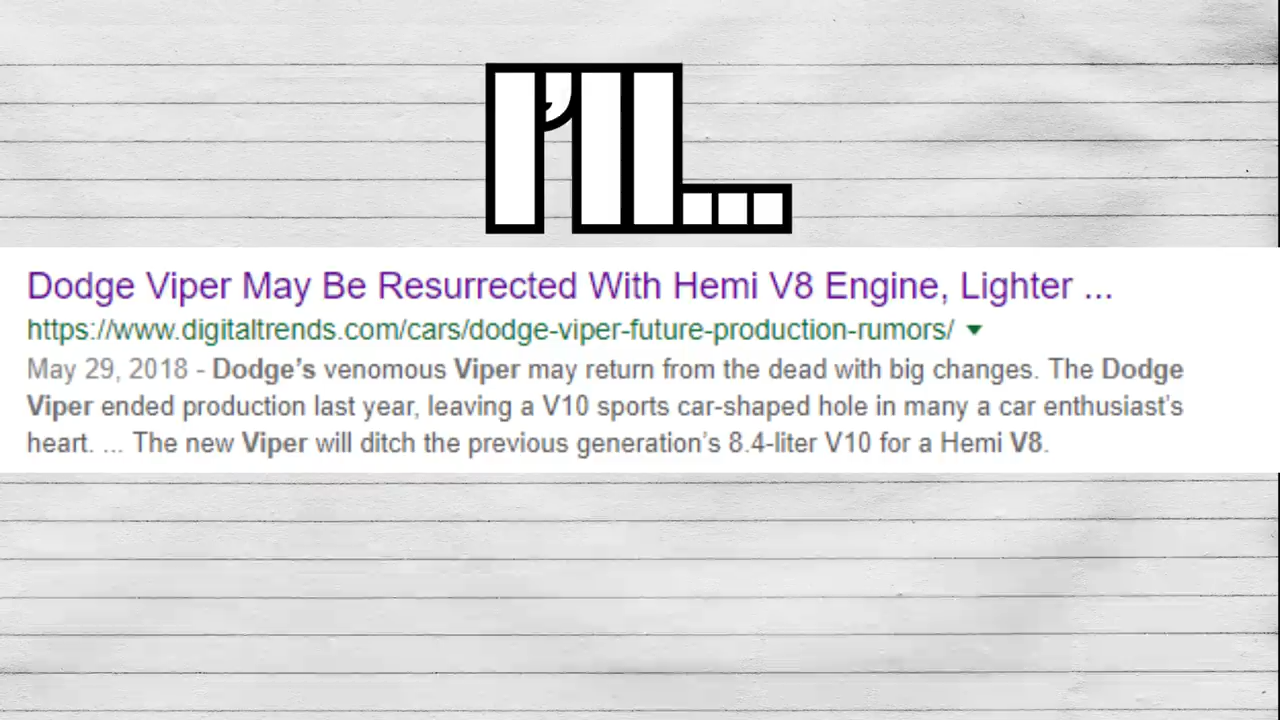 I'll...
Dodge Viper May Be Resurrected With Hemi V8 Engine, Lighter ...
https://www.digitaltrends.com/cars/dodge-viper-future-production-rumors/
May 29, 2018 - Dodge’s venomous Viper may return from the dead with big changes. The Dodge
Viper ended production last year, leaving a V10 sports car-shaped hole in many a car enthusiast’s
heart. ... The new Viper will ditch the previous generation’s 8.4-liter V10 for a Hemi V8.